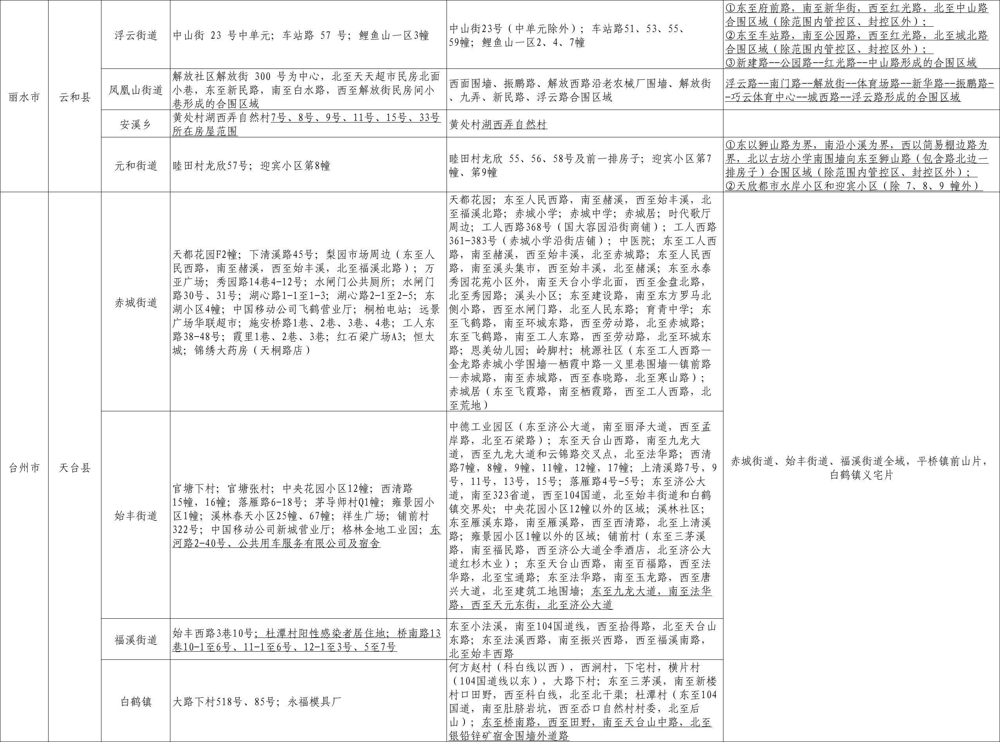 丽水市
云和县
浮云街道
中山街 23 号中单元；车站路 57 号；鲤鱼山一区3幢
中山街23号（中单元除外）；车站路51、53、55、
59幢；鲤鱼山一区2、4、7幢
①东至府前路，南至新华街，西至红光路，北至中山路
合围区域（除范围内管控区、封控区外）；
②东至车站路，南至公园路，西至红光路，北至城北路
合围区域（除范围内管控区、封控区外）；
③新建路--公园路--红光路--中山路形成的合围区域
凤凰山街道
解放社区解放街 300 号为中心，北至天天超市民房北面
小巷，东至新民路，南至白水路，西至解放街民房间小
巷形成的合围区域
西面围墙、振鹏路、解放西路沿老农械厂围墙、解放街
、九弄、新民路、浮云路合围区域
浮云路--南门路--解放街--体育场路--新华路--振鹏路-
-巧云体育中心--城西路--浮云路形成的合围区域
安溪乡
黄处村湖西弄自然村7号、8号、9号、11号、15号、33号
所在房屋范围
黄处村湖西弄自然村
元和街道
睦田村龙欣57号；迎宾小区第8幢
睦田村龙欣 55、56、58号及前一排房子；迎宾小区第7
幢、第9幢
①东以狮山路为界，南沿小溪为界，西以简易棚边路为
界，北以古坊小学南围墙向东至狮山路（包含路北边一
排房子）合围区域（除范围内管控区、封控区外）；
②天欣都市水岸小区和迎宾小区（除 7、8、9 幢外）
台州市
天台县
赤城街道
天都花园F2幢；下清溪路45号；梨园市场周边（东至人
民西路，南至赭溪，西至始丰溪，北至福溪北路）；万
亚广场；秀园路14巷4-12号；水闸门公共厕所；水闸门
路30号、31号；湖心路1-1至1-3；湖心路2-1至2-5；东
湖小区4幢；中国移动公司飞鹤营业厅；桐柏电站；远景
广场华联超市；施安桥路1巷、2巷、3巷、4巷；工人东
路38-48号；霞里1巷、2巷、3巷；红石梁广场A3；恒太
城；锦绣大药房（天桐路店）
天都花园；东至人民西路，南至赭溪，西至始丰溪，北
至福溪北路；赤城小学；赤城中学；赤城居；时代歌厅
周边；工人西路368号（国大容园沿街商铺）；工人西路
361-383号（赤城小学沿街店铺）；中医院；东至工人西
路，南至赭溪，西至始丰溪，北至赤城路；东至人民西
路，南至溪头集市，西至始丰溪，北至赭溪；东至永泰
秀园花苑小区外，南至天台小学北面，西至金盘北路，
北至秀园路；溪头小区；东至建设路，南至东方罗马北
侧小路，西至水闸门路，北至人民东路；育青中学；东
至飞鹤路，南至环城东路，西至劳动路，北至赤城路；
东至飞鹤路，南至工人东路，西至劳动路，北至环城东
路；恩美幼儿园；岭脚村；桃源社区（东至工人西路—
金龙路赤城小学围墙—栖霞中路—义里巷围墙—镇前路
—赤城路，南至赤城路，西至春晓路，北至寒山路）；
赤城居（东至飞霞路，南至栖霞路，西至工人西路，北
至荒地）
赤城街道、始丰街道、福溪街道全域，平桥镇前山片，
白鹤镇义宅片
始丰街道
官塘下村；官塘张村；中央花园小区12幢；西清路
15幢，16幢；落雁路6-18号；茅导师村Q1幢；雍景园小
区1幢；溪林春天小区25幢、67幢；祥生广场；铺前村
322号；中国移动公司新城营业厅；格林金地工业园；东
河路2-40号、公共用车服务有限公司及宿舍
中德工业园区（东至济公大道，南至丽泽大道，西至孟
岸路，北至石梁路）；东至天台山西路，南至九龙大
道，西至九龙大道和云锦路交叉点，北至法华路；西清
路7幢，8幢，9幢，11幢，12幢，17幢；上清溪路7号，9
号，11号，13号，15号；落雁路4号-5号；东至济公大
道，南至323省道，西至104国道，北至始丰街道和白鹤
镇交界处；中央花园小区12幢以外的区域；溪林社区；
东至雁溪东路，南至雁溪路，西至西清路，北至上清溪
路；雍景园小区1幢以外的区域；铺前村（东至三茅溪
路，南至福民路，西至济公大道全季酒店，北至济公大
道红杉木业）；东至天台山西路，南至百福路，西至法
华路，北至宝通路；东至法华路，南至玉龙路，西至唐
兴大道，北至建筑工地围墙；东至九龙大道，南至法华
路，西至天元东街，北至济公大道
福溪街道
始丰西路3巷10号；杜潭村阳性感染者居住地；桥南路13
巷10-1至6号、11-1至6号、12-1至3号、5至7号
东至小法溪，南至104国道线，西至拾得路，北至天台山
东路；东至法溪西路，南至振兴西路，西至福溪南路，
北至始丰西路
白鹤镇
大路下村518号、85号；永福模具厂
何方赵村（科白线以西），西涧村，下宅村，横片村
（104国道线以东），大路下村；东至三茅溪，南至新楼
村口田野，西至科白线，北至北干渠；杜潭村（东至104
国道，南至肚脐岩坑，西至岙口自然村村委，北至后
山）；东至桥南路，西至田野，南至天台山中路，北至
银铅锌矿宿舍围墙外道路